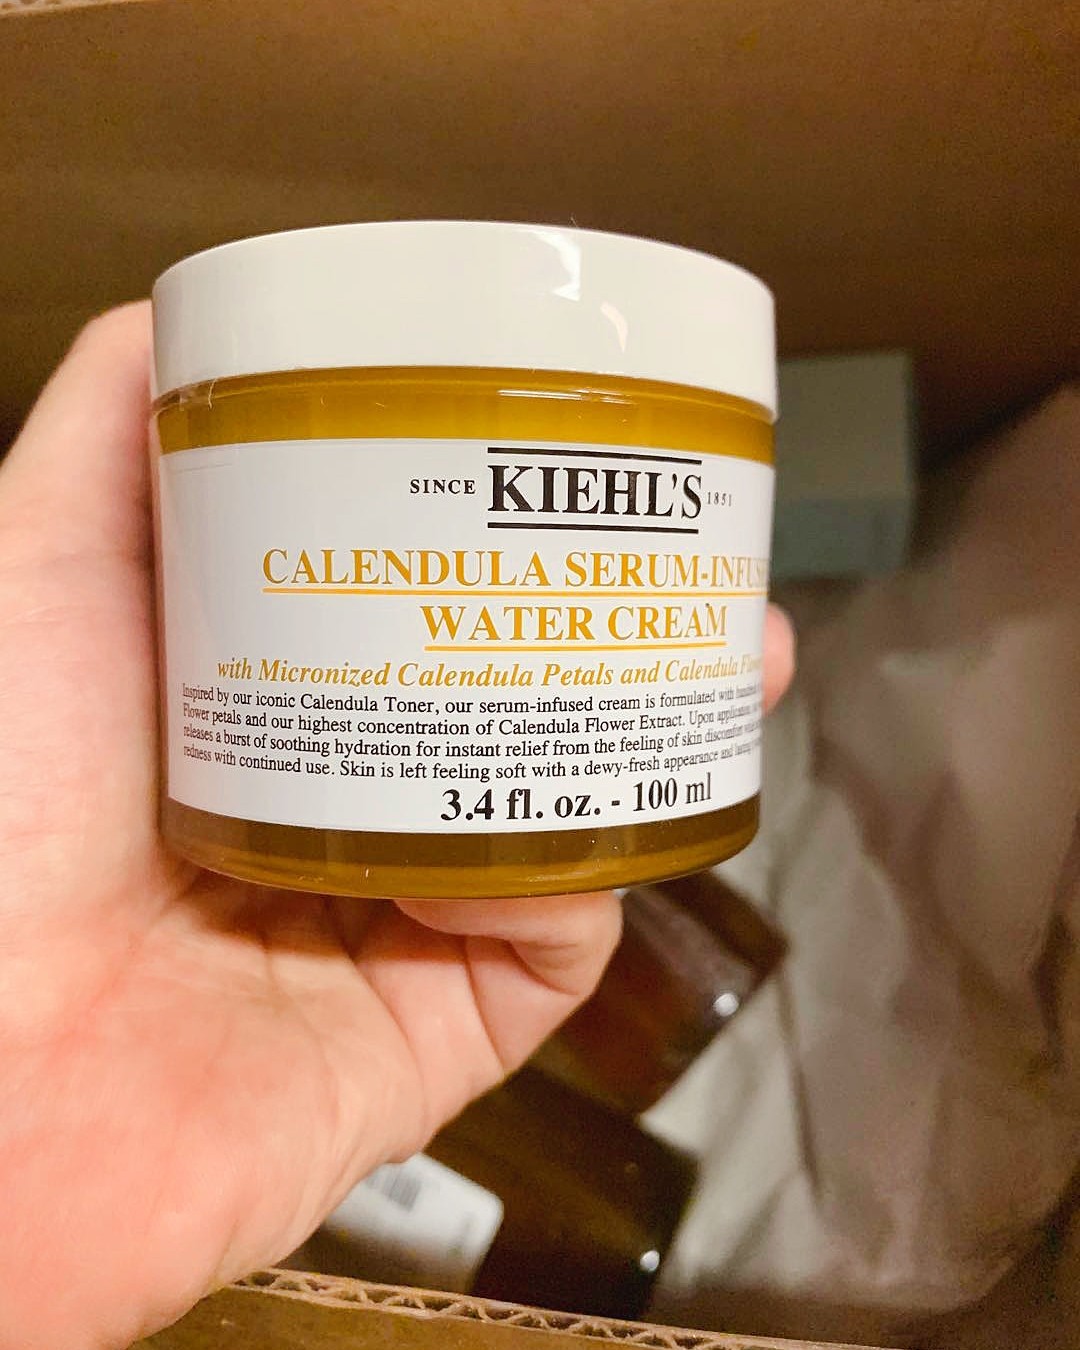 SINCE KIEHL'S 1851
CALENDULA SERUM-INFUS
WATER CREAM
with Micronized Calendula Petals and Calendula
Inspired by our iconic Calendula Toner, our serum-infused cream is formulated with
Flower petals and our highest concentration of Calendula Flower Extract. Upon application,
releases a burst of soothing hydration for instant relief from the feeling of skin discomfort
redness with continued use. Skin is left feeling soft with a dewy-fresh appearance and
3.4 fl. oz. - 100 ml